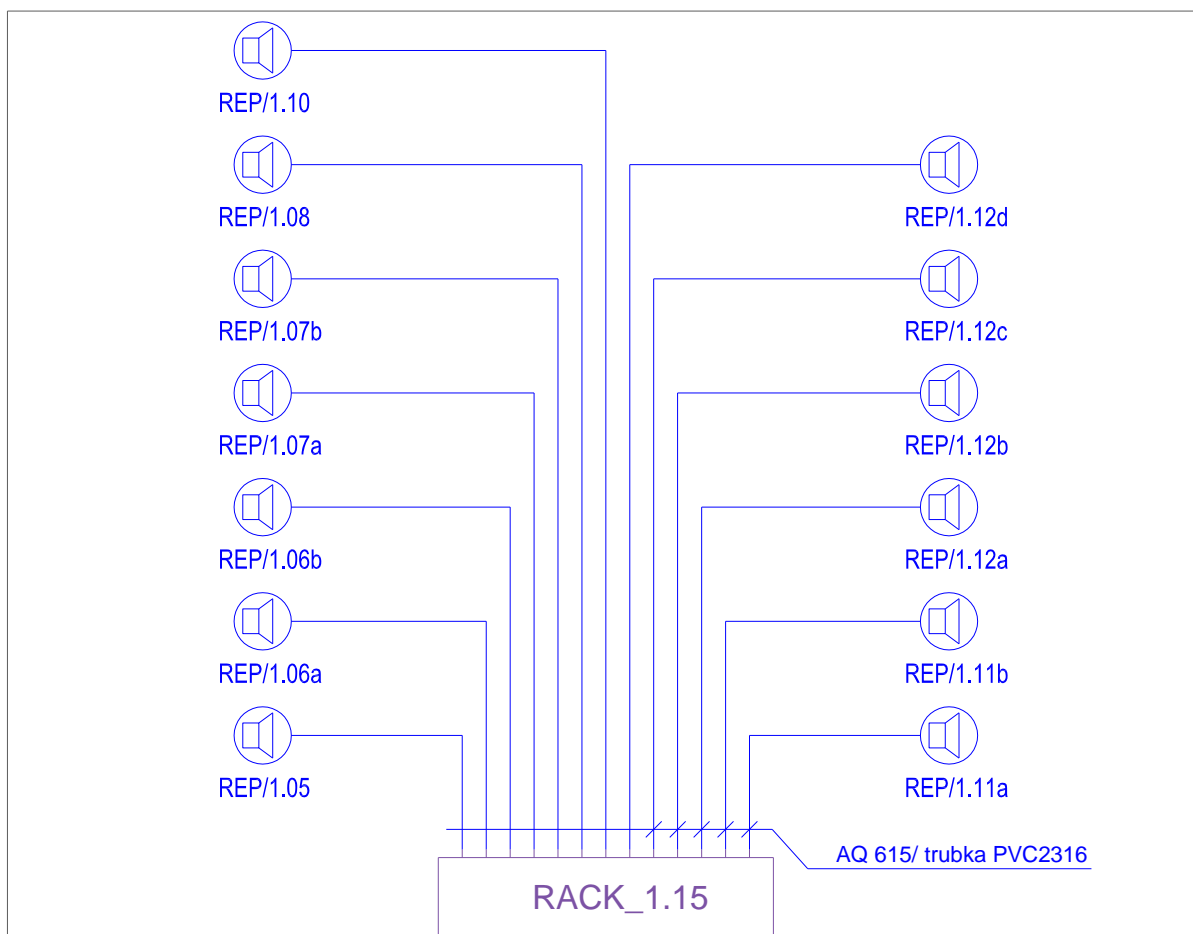 REP/1.10
REP/1.08
REP/1.12d
REP/1.07b
REP/1.12c
REP/1.07a
REP/1.12b
REP/1.06b
REP/1.12a
REP/1.06a
REP/1.11b
REP/1.05
REP/1.11a
AQ 615/ trubka PVC2316
RACK_1.15